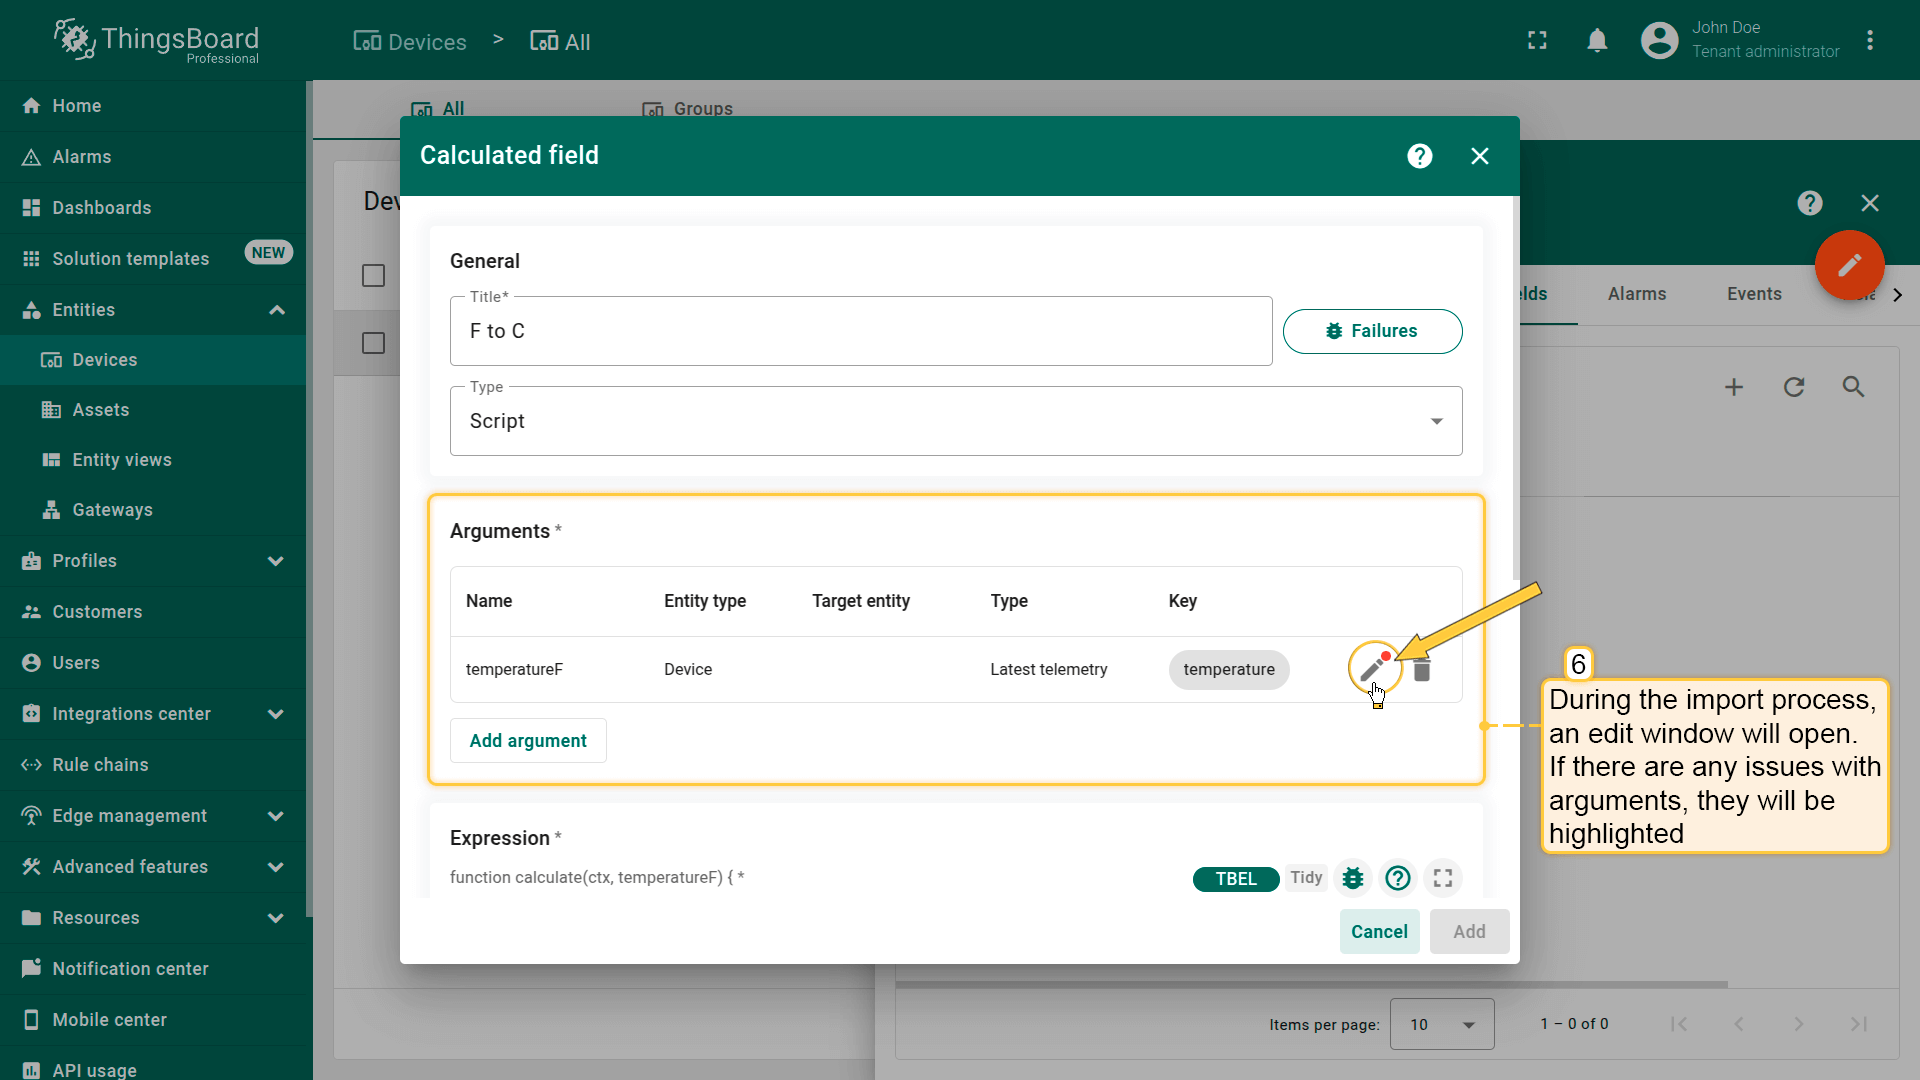 ThingsBoard
Professional
Devices > All
John Doe
Tenant administrator
Home
Alarms
Dashboards
Solution templates NEW
Entities
Devices
Assets
Entity views
Gateways
Profiles
Customers
Users
Integrations center
Rule chains
Edge management
Advanced features
Resources
Notification center
Mobile center
API usage
All Groups
Dev
Calculated field
General
Title*
F to C
Failures
Type
Script
Arguments *
Name Entity type Target entity Type Key
temperatureF Device Latest telemetry temperature
Add argument
Expression *
function calculate(ctx, temperatureF) { *
TBEL Tidy
Cancel Add
elds Alarms Events
6
During the import process,
an edit window will open.
If there are any issues with
arguments, they will be
highlighted
Items per page: 10 1 – 0 of 0